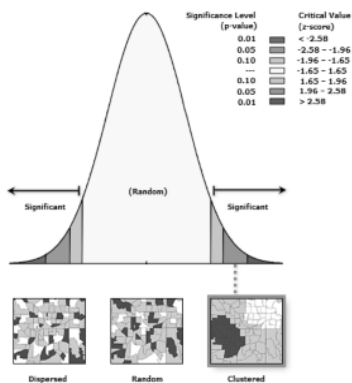 Significance Level Critical Value
(p-value) (z-score)
0.01 < -2.58
0.05 -2.58 – -1.96
0.10 -1.96 – -1.65
--- -1.65 – 1.65
0.10 1.65 – 1.96
0.05 1.96 – 2.58
0.01 > 2.58
(Random)
Significant Significant
Dispersed Random Clustered